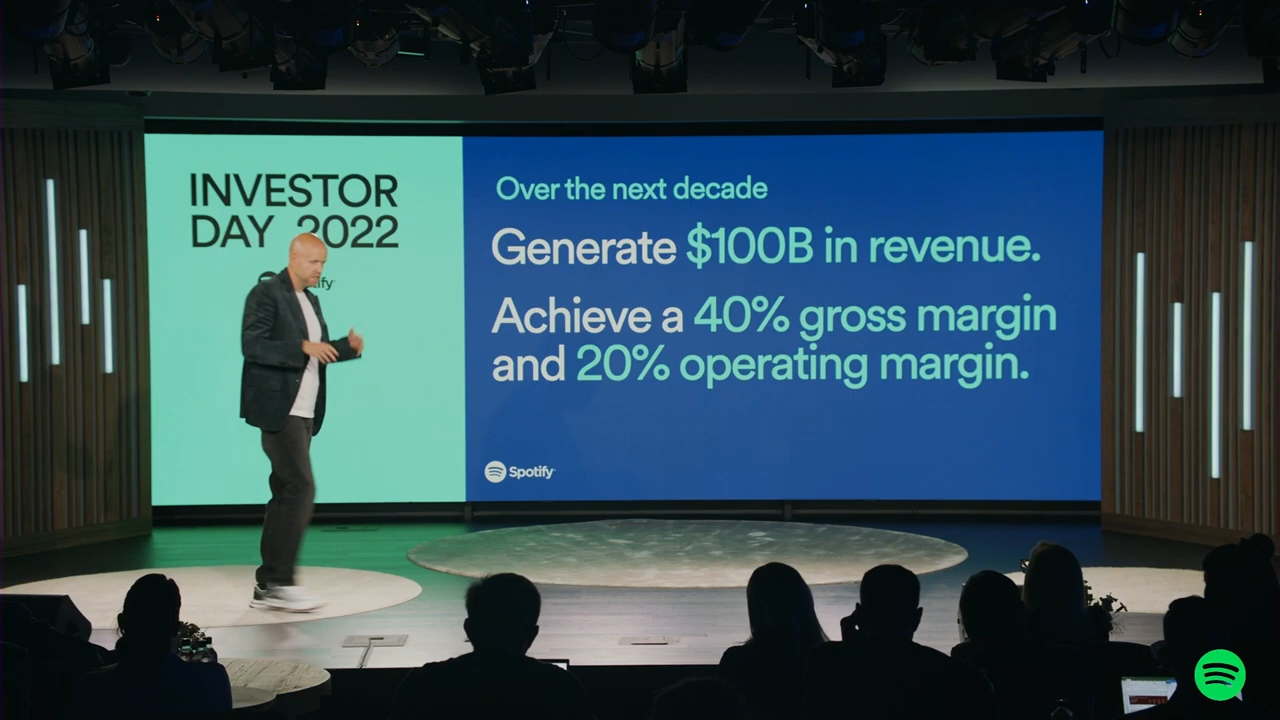 INVESTOR
DAY 2022
Over the next decade
Generate $100B in revenue.
Achieve a 40% gross margin
and 20% operating margin.
Spotify